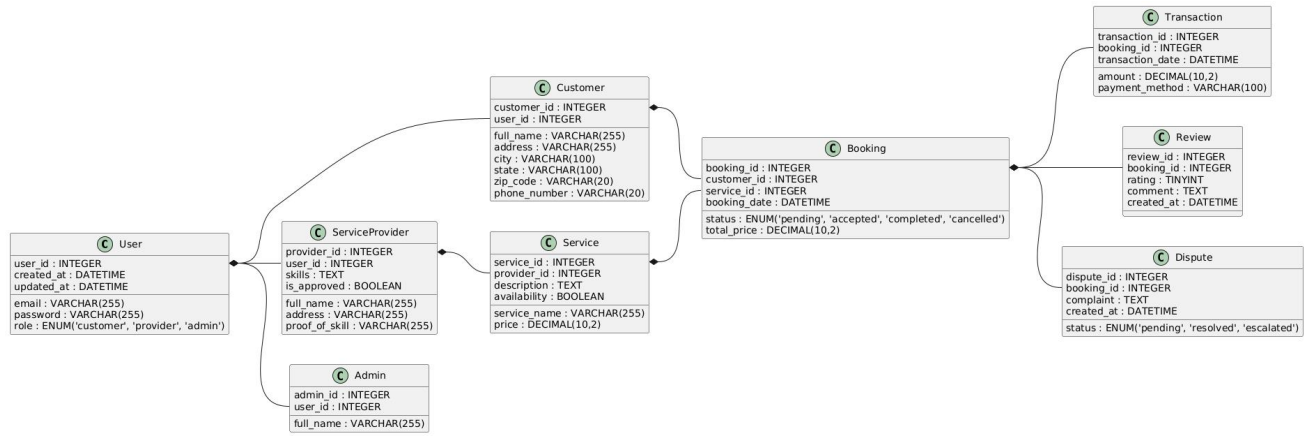 C User
user_id : INTEGER
created_at : DATETIME
updated_at : DATETIME
email : VARCHAR(255)
password : VARCHAR(255)
role : ENUM('customer', 'provider', 'admin')
C ServiceProvider
provider_id : INTEGER
user_id : INTEGER
skills : TEXT
is_approved : BOOLEAN
full_name : VARCHAR(255)
address : VARCHAR(255)
proof_of_skill : VARCHAR(255)
C Admin
admin_id : INTEGER
user_id : INTEGER
full_name : VARCHAR(255)
C Customer
customer_id : INTEGER
user_id : INTEGER
full_name : VARCHAR(255)
address : VARCHAR(255)
city : VARCHAR(100)
state : VARCHAR(100)
zip_code : VARCHAR(20)
phone_number : VARCHAR(20)
C Service
service_id : INTEGER
provider_id : INTEGER
description : TEXT
availability : BOOLEAN
service_name : VARCHAR(255)
price : DECIMAL(10,2)
C Booking
booking_id : INTEGER
customer_id : INTEGER
service_id : INTEGER
booking_date : DATETIME
status : ENUM('pending', 'accepted', 'completed', 'cancelled')
total_price : DECIMAL(10,2)
C Transaction
transaction_id : INTEGER
booking_id : INTEGER
transaction_date : DATETIME
amount : DECIMAL(10,2)
payment_method : VARCHAR(100)
C Review
review_id : INTEGER
booking_id : INTEGER
rating : TINYINT
comment : TEXT
created_at : DATETIME
C Dispute
dispute_id : INTEGER
booking_id : INTEGER
complaint : TEXT
created_at : DATETIME
status : ENUM('pending', 'resolved', 'escalated')